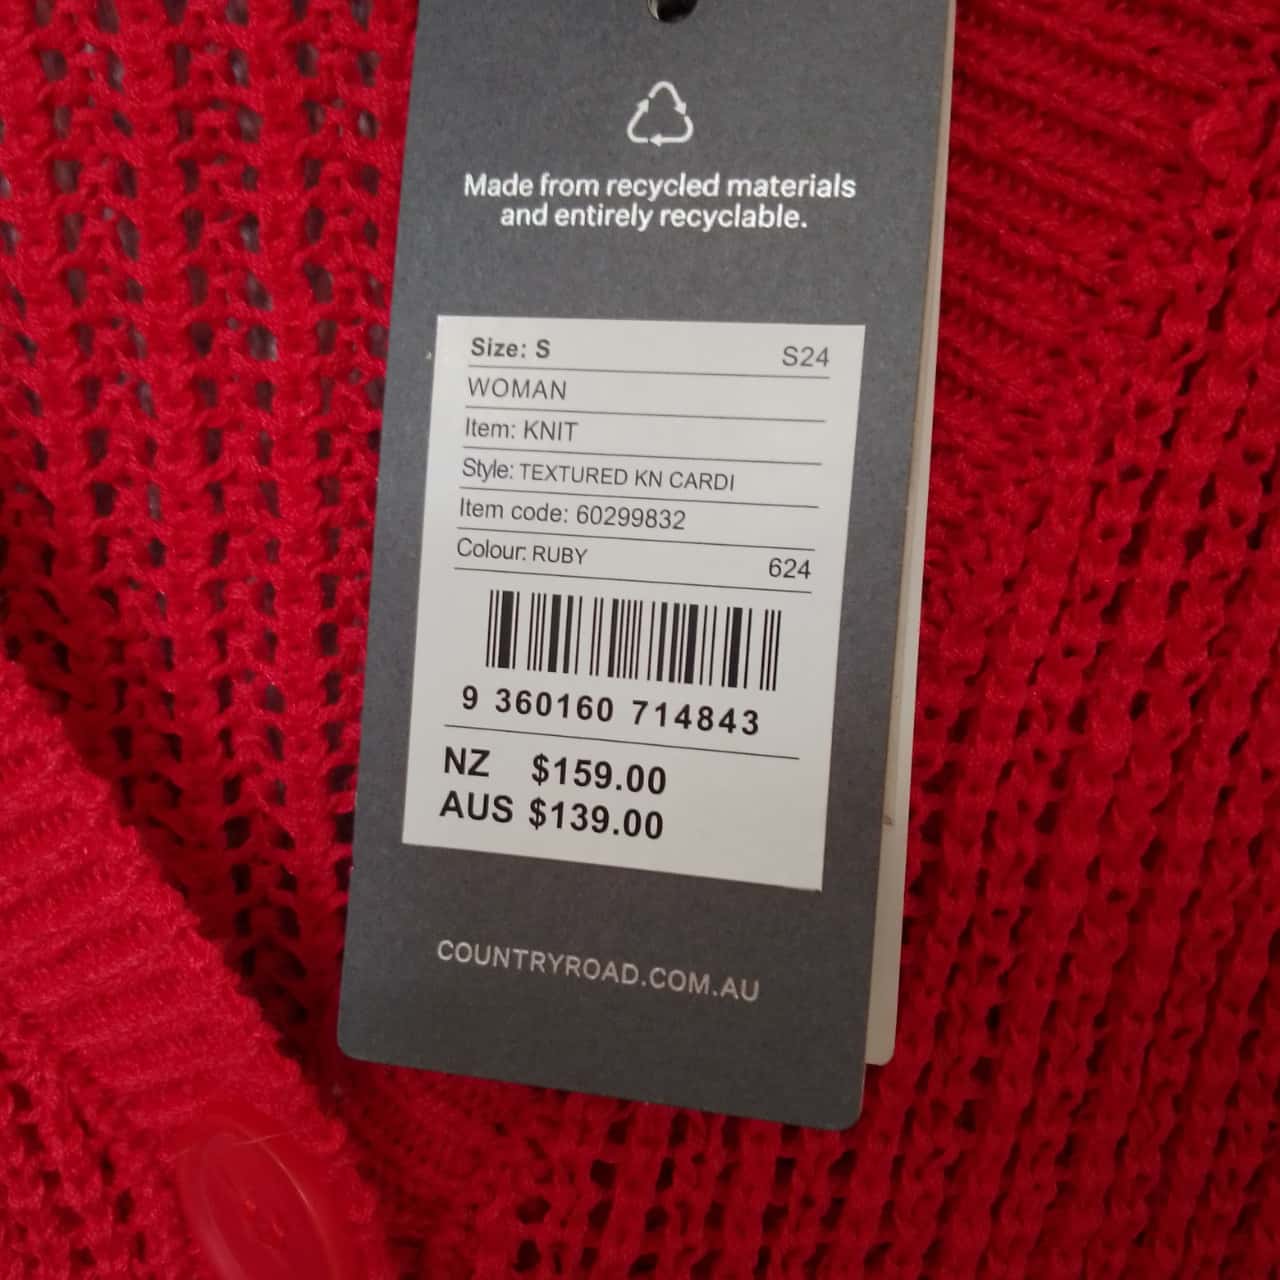 Made from recycled materials
and entirely recyclable.
Size: S S24
WOMAN
Item: KNIT
Style: TEXTURED KN CARDI
Item code: 60299832
Colour: RUBY 624
9 360160 714843
NZ $159.00
AUS $139.00
COUNTRYROAD.COM.AU